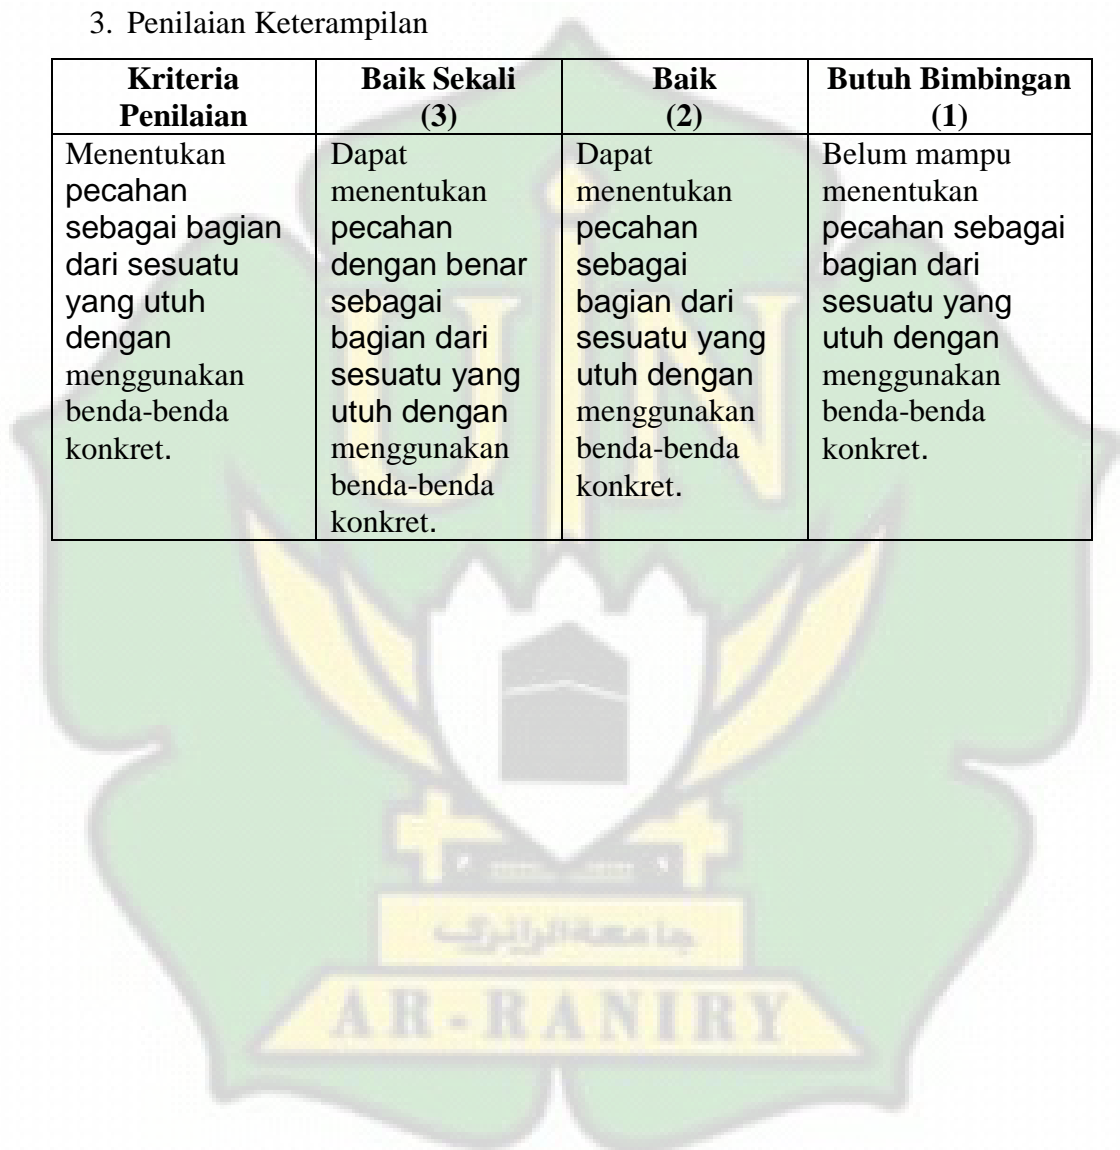 3. Penilaian Keterampilan
Kriteria Penilaian
Baik Sekali (3)
Baik (2)
Butuh Bimbingan (1)
Menentukan
pecahan
sebagai bagian
dari sesuatu
yang utuh
dengan
menggunakan
benda-benda
konkret.
Dapat
menentukan
pecahan
dengan benar
sebagai
bagian dari
sesuatu yang
utuh dengan
menggunakan
benda-benda
konkret.
Dapat
menentukan
pecahan
sebagai
bagian dari
sesuatu yang
utuh dengan
menggunakan
benda-benda
konkret.
Belum mampu
menentukan
pecahan sebagai
bagian dari
sesuatu yang
utuh dengan
menggunakan
benda-benda
konkret.
UIN
جامعة الرانري
AR-RANIRY